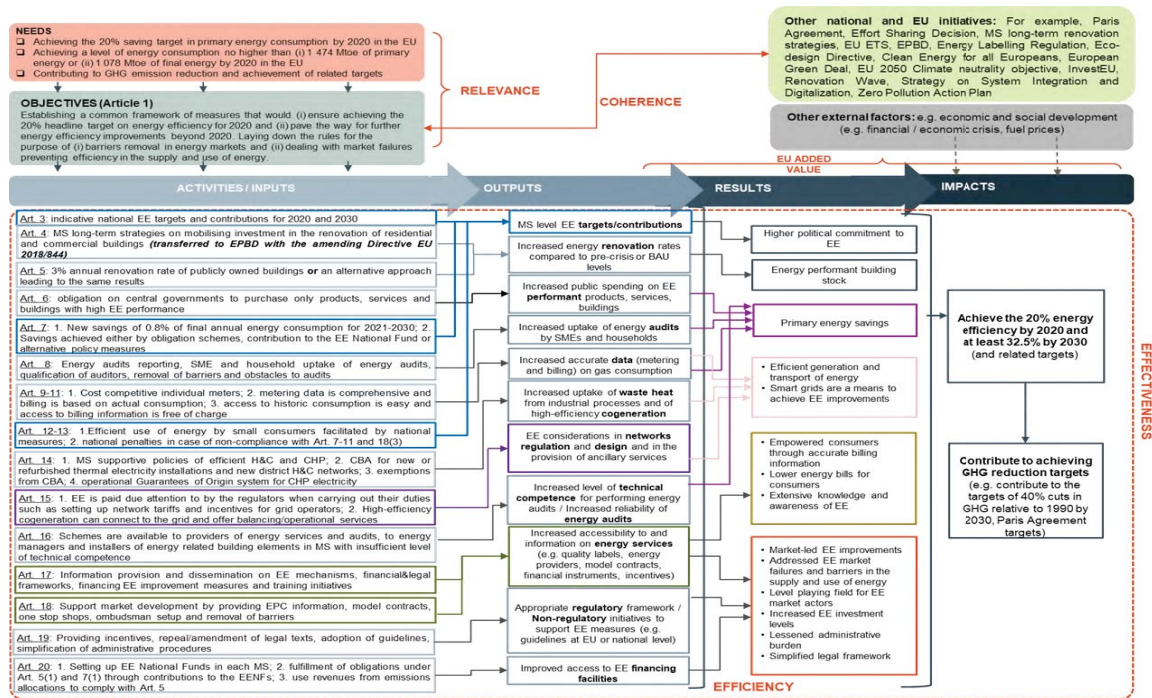 NEEDS
❑ Achieving the 20% saving target in primary energy consumption by 2020 in the EU
❑ Achieving a level of energy consumption no higher than (i) 1 474 Mtoe of primary
energy or (ii) 1 078 Mtoe of final energy by 2020 in the EU
❑ Contributing to GHG emission reduction and achievement of related targets
OBJECTIVES (Article 1)
Establishing a common framework of measures that would (i) ensure achieving the
20% headline target on energy efficiency for 2020 and (ii) pave the way for further
energy efficiency improvements beyond 2020. Laying down the rules for the
purpose of (i) barriers removal in energy markets and (ii) dealing with market failures
preventing efficiency in the supply and use of energy.
RELEVANCE
COHERENCE
Other national and EU initiatives: For example, Paris
Agreement, Effort Sharing Decision, MS long-term renovation
strategies, EU ETS, EPBD, Energy Labelling Regulation, Eco-
design Directive, Clean Energy for all Europeans, European
Green Deal, EU 2050 Climate neutrality objective, InvestEU,
Renovation Wave, Strategy on System Integration and
Digitalization, Zero Pollution Action Plan
Other external factors: e.g. economic and social development
(e.g. financial / economic crisis, fuel prices)
EU ADDED
VALUE
ACTIVITIES / INPUTS
OUTPUTS
RESULTS
IMPACTS
Art. 3: indicative national EE targets and contributions for 2020 and 2030
Art. 4: MS long-term strategies on mobilising investment in the renovation of residential
and commercial buildings (transferred to EPBD with the amending Directive EU
2018/844)
Art. 5: 3% annual renovation rate of publicly owned buildings or an alternative approach
leading to the same results
Art. 6: obligation on central governments to purchase only products, services and
buildings with high EE performance
Art. 7: 1. New savings of 0.8% of final annual energy consumption for 2021-2030; 2.
Savings achieved either by obligation schemes, contribution to the EE National Fund or
alternative policy measures
Art. 8: Energy audits reporting, SME and household uptake of energy audits,
qualification of auditors, removal of barriers and obstacles to audits
Art. 9-11: 1. Cost competitive individual meters; 2. metering data is comprehensive and
billing is based on actual consumption; 3. access to historic consumption is easy and
access to billing information is free of charge
Art. 12-13: 1.Efficient use of energy by small consumers facilitated by national
measures; 2. national penalties in case of non-compliance with Art. 7-11 and 18(3)
Art. 14: 1. MS supportive policies of efficient H&C and CHP; 2. CBA for new or
refurbished thermal electricity installations and new district H&C networks; 3. exemptions
from CBA; 4. operational Guarantees of Origin system for CHP electricity
Art. 15: 1. EE is paid due attention to by the regulators when carrying out their duties
such as setting up network tariffs and incentives for grid operators; 2. High-efficiency
cogeneration can connect to the grid and offer balancing/operational services
Art. 16: Schemes are available to providers of energy services and audits, to energy
managers and installers of energy related building elements in MS with insufficient level
of technical competence
Art. 17: Information provision and dissemination on EE mechanisms, financial&legal
frameworks, financing EE improvement measures and training initiatives
Art. 18: Support market development by providing EPC information, model contracts,
one stop shops, ombudsman setup and removal of barriers
Art. 19: Providing incentives, repeal/amendment of legal texts, adoption of guidelines,
simplification of administrative procedures
Art. 20: 1. Setting up EE National Funds in each MS; 2. fulfillment of obligations under
Art. 5(1) and 7(1) through contributions to the EENFs; 3. use revenues from emissions
allocations to comply with Art. 5
MS level EE targets/contributions
Increased energy renovation rates
compared to pre-crisis or BAU
levels
Increased public spending on EE
performant products, services,
buildings
Increased uptake of energy audits
by SMEs and households
Increased accurate data (metering
and billing) on gas consumption
Increased uptake of waste heat
from industrial processes and of
high-efficiency cogeneration
EE considerations in networks
regulation and design and in the
provision of ancillary services
Increased level of technical
competence for performing energy
audits / Increased reliability of
energy audits
Increased accessibility to and
information on energy services
(e.g. quality labels, energy
providers, model contracts,
financial instruments, incentives)
Appropriate regulatory framework /
Non-regulatory initiatives to
support EE measures (e.g.
guidelines at EU or national level)
Improved access to EE financing
facilities
Higher political commitment to
EE
Energy performant building
stock
Primary energy savings
• Efficient generation and
transport of energy
• Smart grids are a means to
achieve EE improvements
• Empowered consumers
through accurate billing
information
• Lower energy bills for
consumers
• Extensive knowledge and
awareness of EE
• Market-led EE improvements
• Addressed EE market
failures and barriers in the
supply and use of energy
• Level playing field for EE
market actors
• Increased EE investment
levels
• Lessened administrative
burden
• Simplified legal framework
Achieve the 20% energy
efficiency by 2020 and
at least 32.5% by 2030
(and related targets)
Contribute to achieving
GHG reduction targets
(e.g. contribute to the
targets of 40% cuts in
GHG relative to 1990 by
2030, Paris Agreement
targets)
EFFECTIVENESS
EFFICIENCY